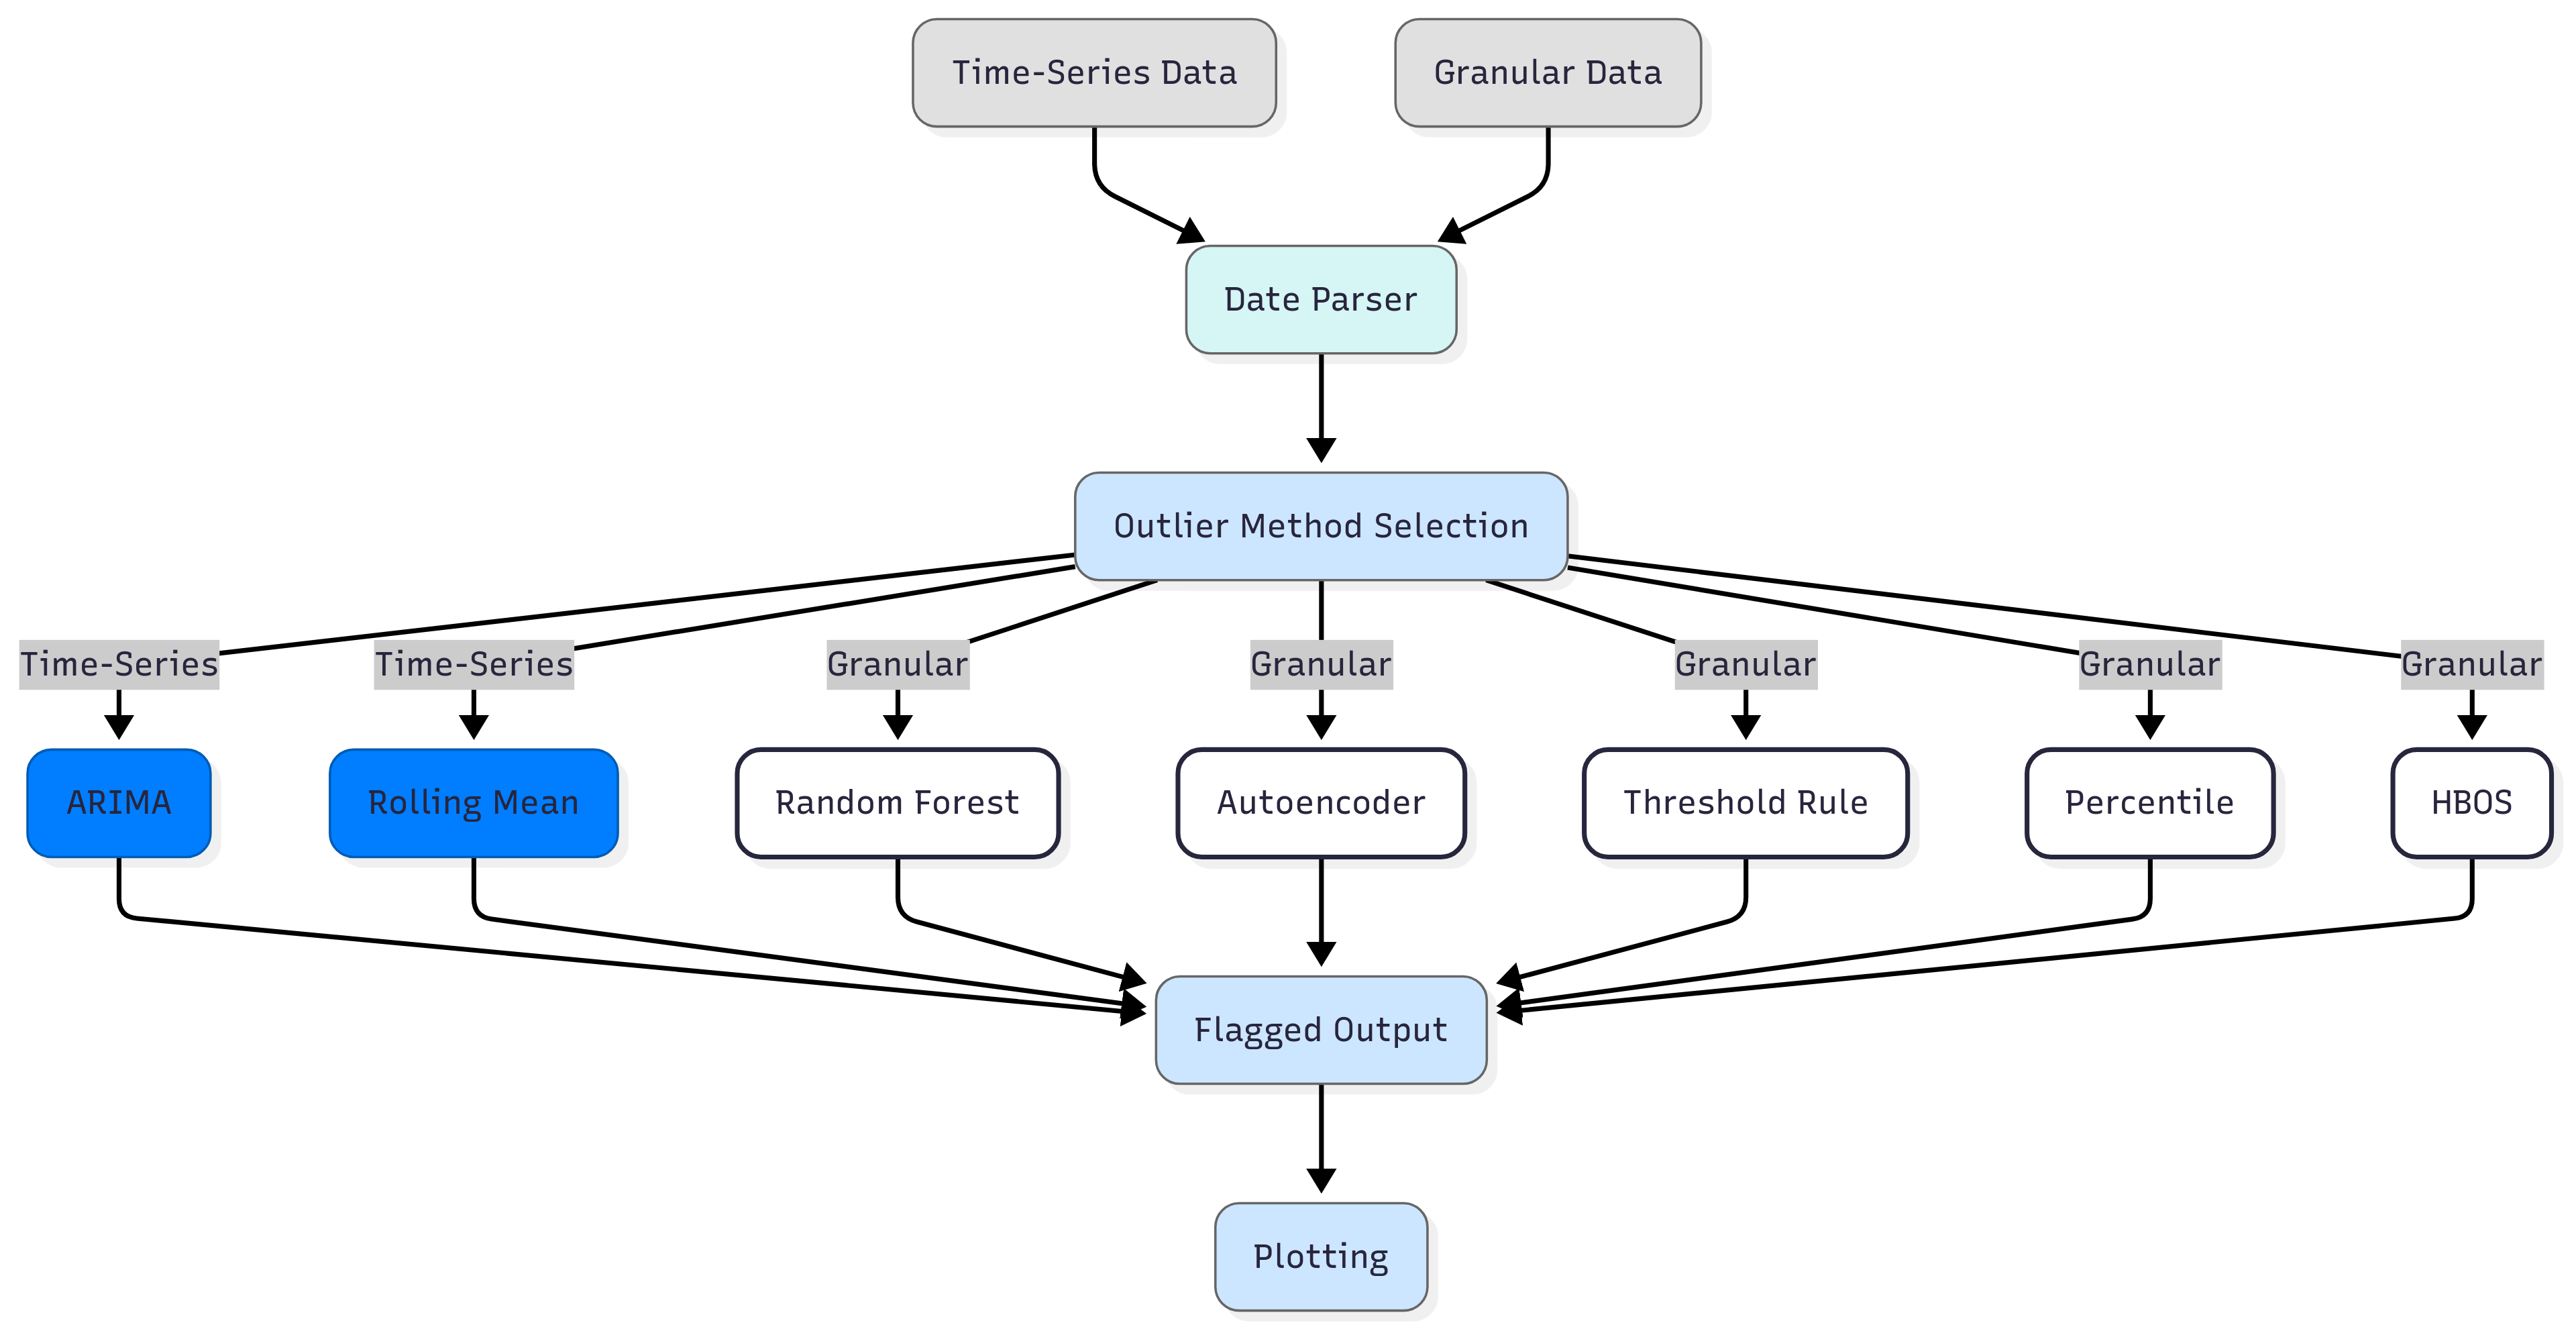 Time-Series Data
Granular Data
Date Parser
Outlier Method Selection
Time-Series
Time-Series
Granular
Granular
Granular
Granular
Granular
ARIMA
Rolling Mean
Random Forest
Autoencoder
Threshold Rule
Percentile
HBOS
Flagged Output
Plotting